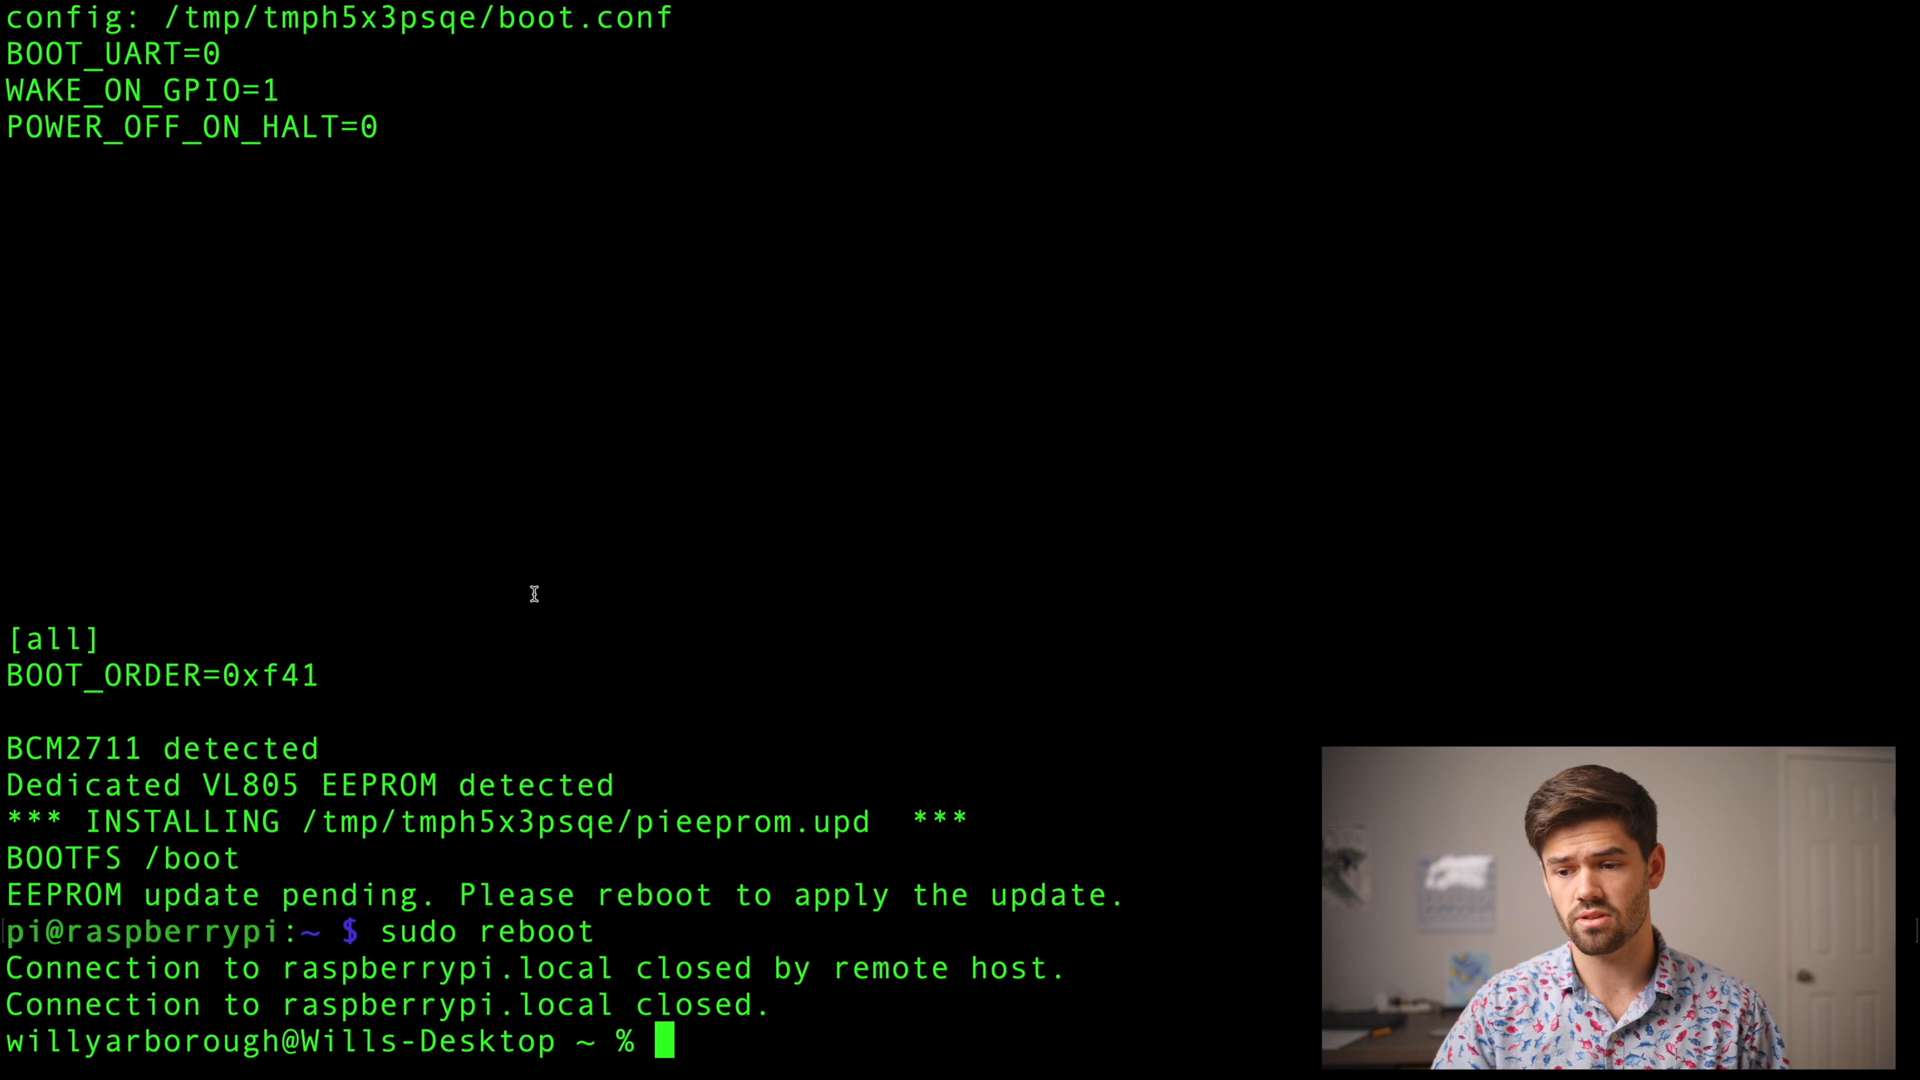 config: /tmp/tmph5x3psqe/boot.conf
BOOT_UART=0
WAKE_ON_GPIO=1
POWER_OFF_ON_HALT=0
[all]
BOOT_ORDER=0xf41
BCM2711 detected
Dedicated VL805 EEPROM detected
*** INSTALLING /tmp/tmph5x3psqe/pieeprom.upd  ***
BOOTFS /boot
EEPROM update pending. Please reboot to apply the update.
pi@raspberrypi:~ $ sudo reboot
Connection to raspberrypi.local closed by remote host.
Connection to raspberrypi.local closed.
willyarborough@Wills-Desktop ~ %